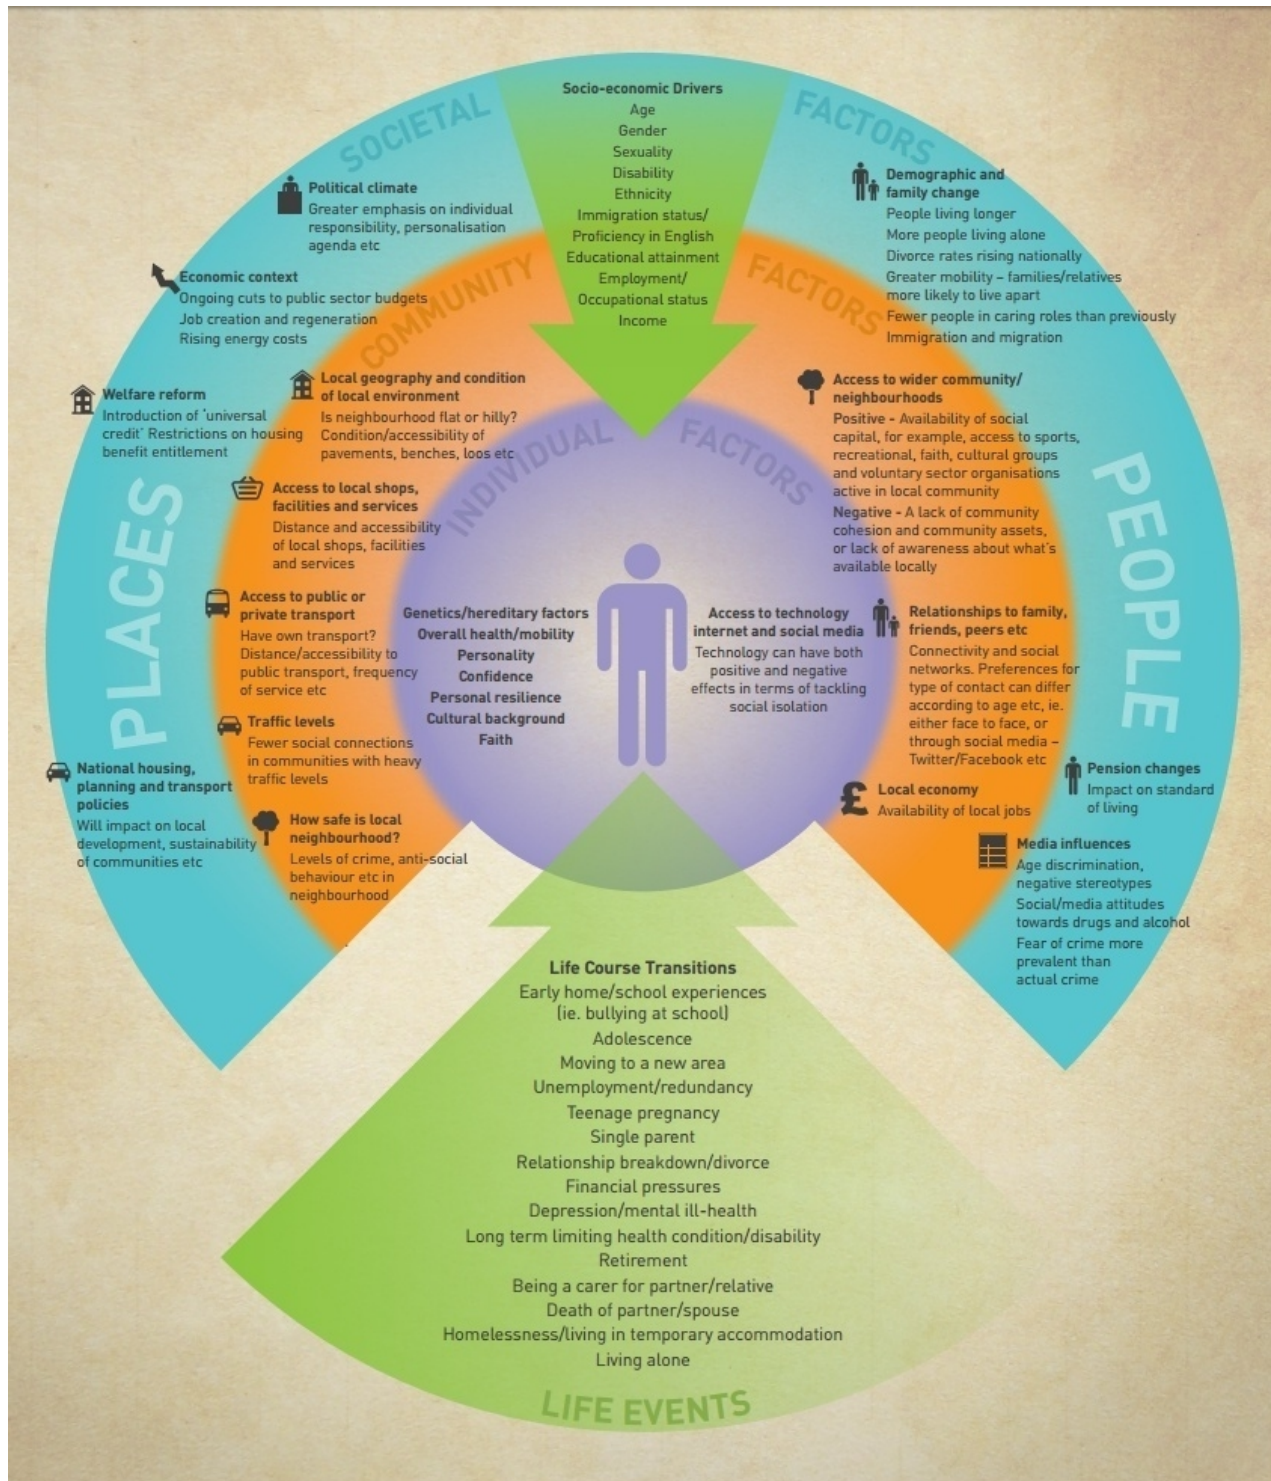 SOCIETAL FACTORS
Socio-economic Drivers
Age
Gender
Sexuality
Disability
Ethnicity
Immigration status/
Proficiency in English
Educational attainment
Employment/
Occupational status
Income
Political climate
Greater emphasis on individual
responsibility, personalisation
agenda etc
Economic context
Ongoing cuts to public sector budgets
Job creation and regeneration
Rising energy costs
Welfare reform
Introduction of 'universal
credit' Restrictions on housing
benefit entitlement
PLACES
National housing,
planning and transport
policies
Will impact on local
development, sustainability
of communities etc
Demographic and
family change
People living longer
More people living alone
Divorce rates rising nationally
Greater mobility – families/relatives
more likely to live apart
Fewer people in caring roles than previously
Immigration and migration
PEOPLE
Pension changes
Impact on standard
of living
Media influences
Age discrimination,
negative stereotypes
Social/media attitudes
towards drugs and alcohol
Fear of crime more
prevalent than
actual crime
COMMUNITY FACTORS
Local geography and condition
of local environment
Is neighbourhood flat or hilly?
Condition/accessibility of
pavements, benches, loos etc
Access to local shops,
facilities and services
Distance and accessibility
of local shops, facilities
and services
Access to public or
private transport
Have own transport?
Distance/accessibility to
public transport, frequency
of service etc
Traffic levels
Fewer social connections
in communities with heavy
traffic levels
How safe is local
neighbourhood?
Levels of crime, anti-social
behaviour etc in
neighbourhood
Access to wider community/
neighbourhoods
Positive - Availability of social
capital, for example, access to sports,
recreational, faith, cultural groups
and voluntary sector organisations
active in local community
Negative - A lack of community
cohesion and community assets,
or lack of awareness about what's
available locally
Relationships to family,
friends, peers etc
Connectivity and social
networks. Preferences for
type of contact can differ
according to age etc, ie.
either face to face, or
through social media –
Twitter/Facebook etc
£ Local economy
Availability of local jobs
INDIVIDUAL FACTORS
Genetics/hereditary factors
Overall health/mobility
Personality
Confidence
Personal resilience
Cultural background
Faith
Access to technology
internet and social media
Technology can have both
positive and negative
effects in terms of tackling
social isolation
Life Course Transitions
Early home/school experiences
(ie. bullying at school)
Adolescence
Moving to a new area
Unemployment/redundancy
Teenage pregnancy
Single parent
Relationship breakdown/divorce
Financial pressures
Depression/mental ill-health
Long term limiting health condition/disability
Retirement
Being a carer for partner/relative
Death of partner/spouse
Homelessness/living in temporary accommodation
Living alone
LIFE EVENTS